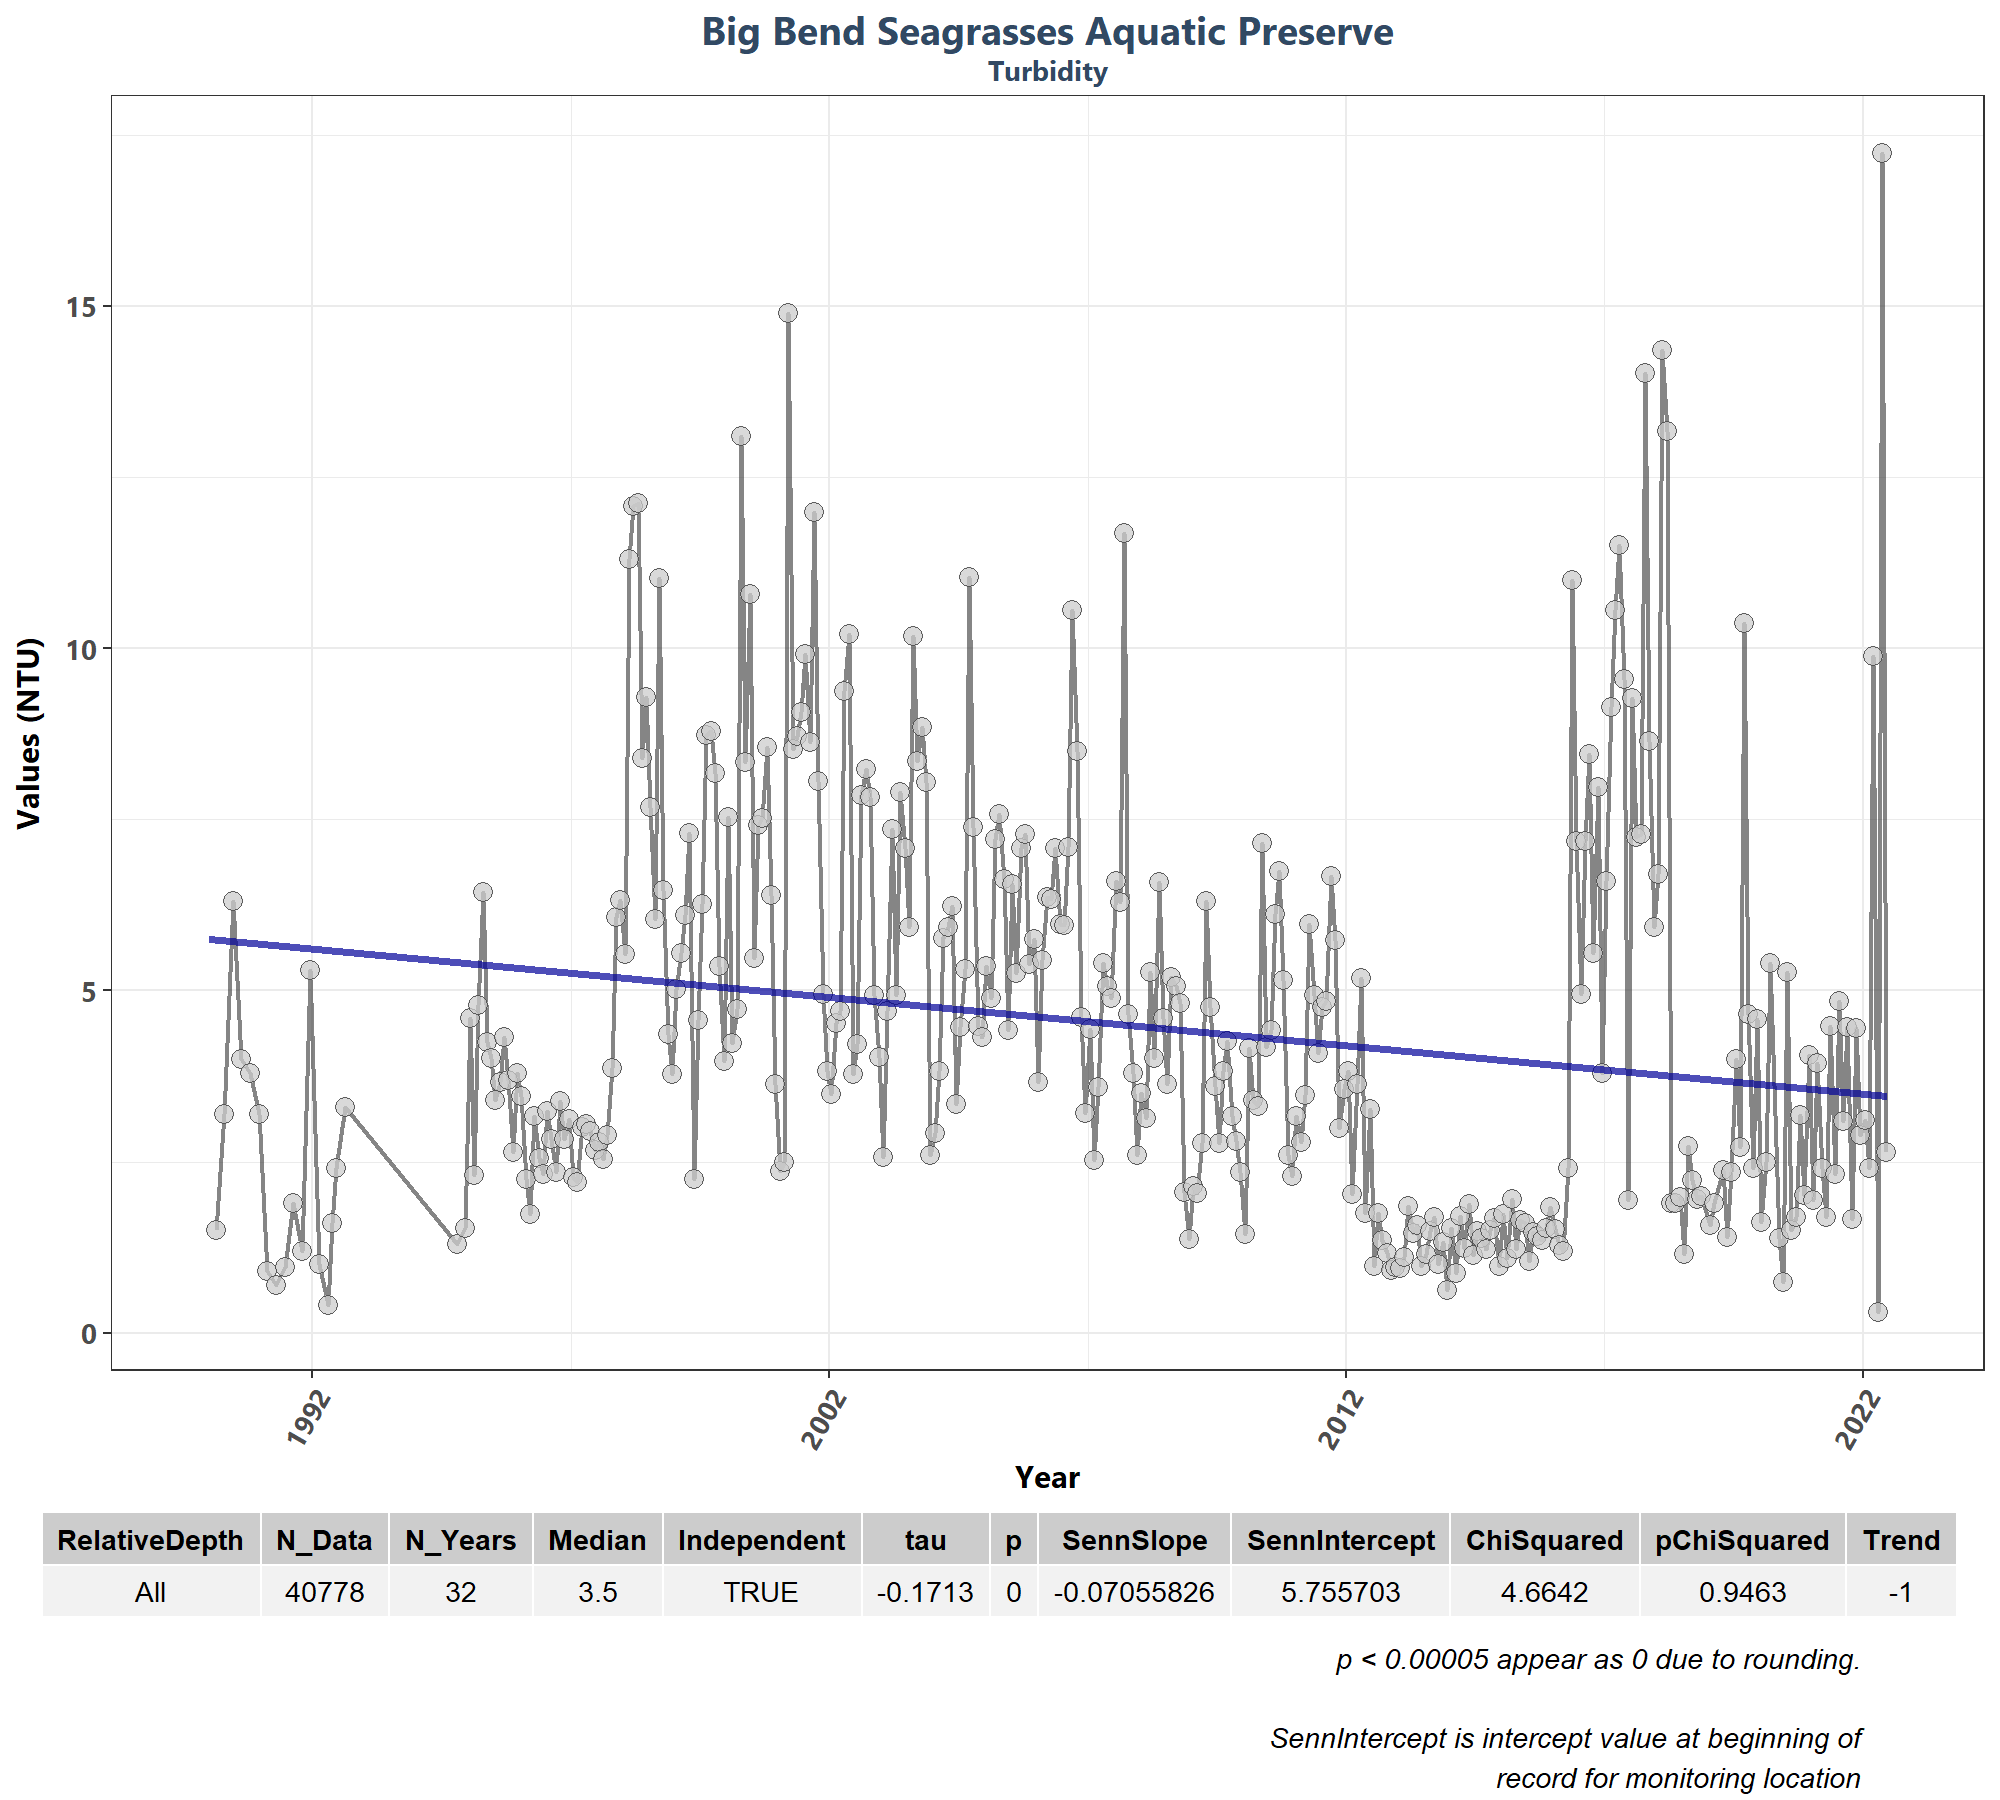 Big Bend Seagrasses Aquatic Preserve
Turbidity
Values (NTU)
15
10
5
0
1992 2002 2012 2022
Year
RelativeDepth N_Data N_Years Median Independent tau p SennSlope SennIntercept ChiSquared pChiSquared Trend
All 40778 32 3.5 TRUE -0.1713 0 -0.07055826 5.755703 4.6642 0.9463 -1
p < 0.00005 appear as 0 due to rounding.
SennIntercept is intercept value at beginning of
record for monitoring location